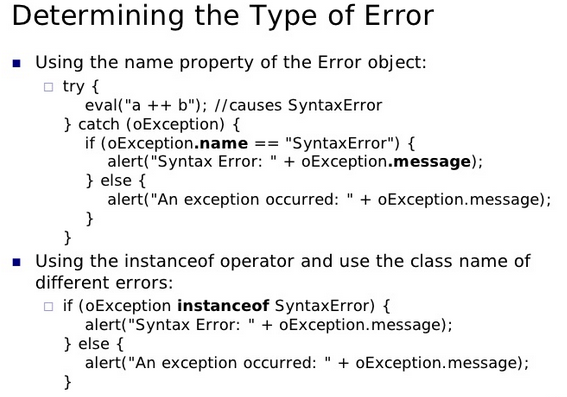 Determining the Type of Error
Using the name property of the Error object:
try {
eval("a ++ b"); //causes SyntaxError
} catch (oException) {
if (oException.name == "SyntaxError") {
alert("Syntax Error: " + oException.message);
} else {
alert("An exception occurred: " + oException.message);
}
}
Using the instanceof operator and use the class name of
different errors:
if (oException instanceof SyntaxError) {
alert("Syntax Error: " + oException.message);
} else {
alert("An exception occurred: " + oException.message);
}